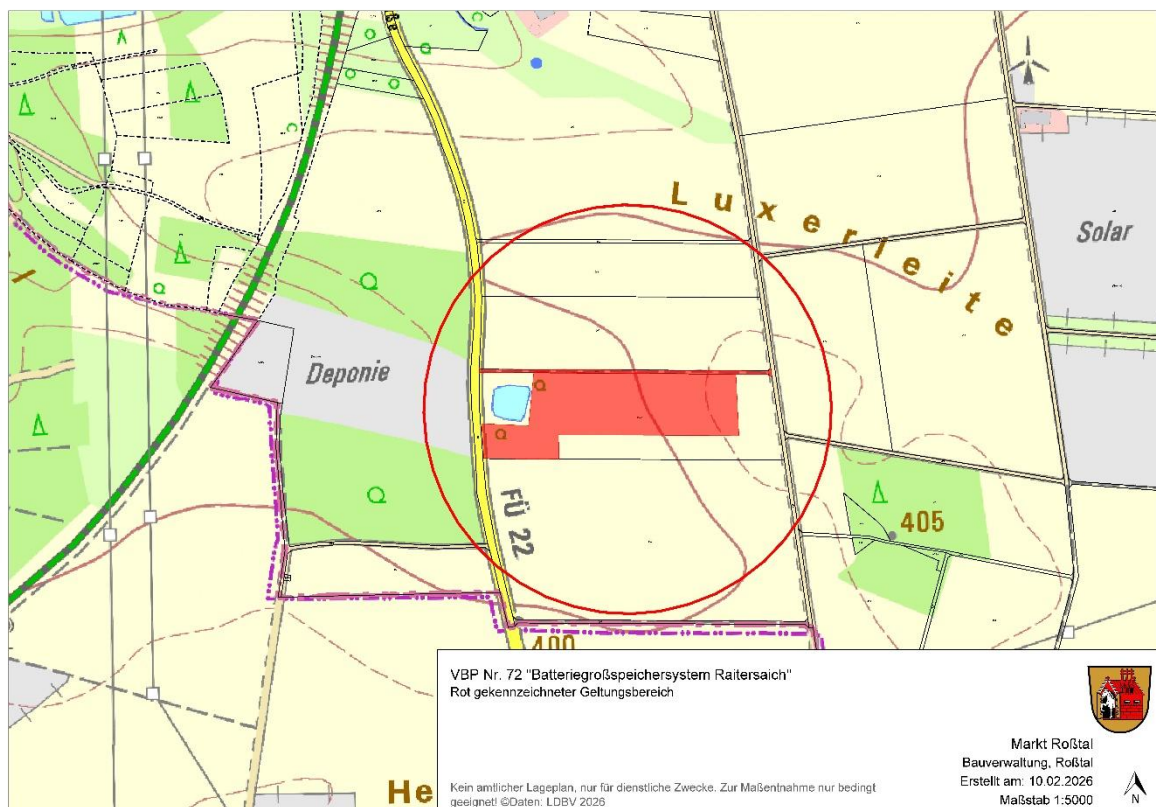 Luxerleite
Solar
Deponie
FÜ 22
405
400
He
VBP Nr. 72 "Batteriegroßspeichersystem Raitersaich"
Rot gekennzeichneter Geltungsbereich
Markt Roßtal
Bauverwaltung, Roßtal
Erstellt am: 10.02.2026
Maßstab 1:5000
Kein amtlicher Lageplan, nur für dienstliche Zwecke. Zur Maßentnahme nur bedingt
geeignet! ©Daten: LDBV 2026
N